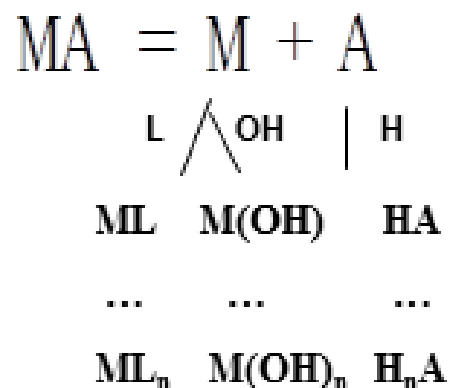 MA = M + A
L OH H
ML M(OH) HA
... ... ...
MLₙ M(OH)ₙ HₙA